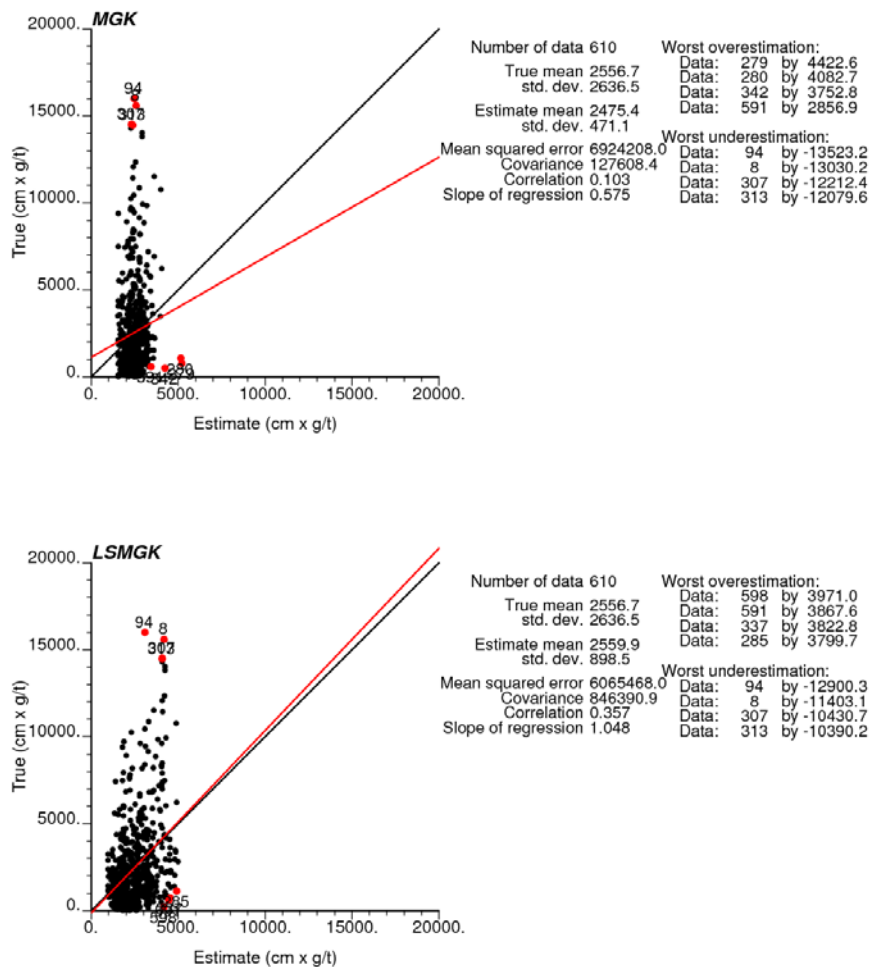 MGK
20000.
15000.
10000.
5000.
0.
True (cm x g/t)
94
8
307
313
280
279
342
591
0. 5000. 10000. 15000. 20000.
Estimate (cm x g/t)
Number of data 610
True mean 2556.7
std. dev. 2636.5
Estimate mean 2475.4
std. dev. 471.1
Mean squared error 6924208.0
Covariance 127608.4
Correlation 0.103
Slope of regression 0.575
Worst overestimation:
Data: 279 by 4422.6
Data: 280 by 4082.7
Data: 342 by 3752.8
Data: 591 by 2856.9
Worst underestimation:
Data: 94 by -13523.2
Data: 8 by -13030.2
Data: 307 by -12212.4
Data: 313 by -12079.6
LSMGK
20000.
15000.
10000.
5000.
0.
True (cm x g/t)
94
8
307
313
285
598
0. 5000. 10000. 15000. 20000.
Estimate (cm x g/t)
Number of data 610
True mean 2556.7
std. dev. 2636.5
Estimate mean 2559.9
std. dev. 898.5
Mean squared error 6065468.0
Covariance 846390.9
Correlation 0.357
Slope of regression 1.048
Worst overestimation:
Data: 598 by 3971.0
Data: 591 by 3867.6
Data: 337 by 3822.8
Data: 285 by 3799.7
Worst underestimation:
Data: 94 by -12900.3
Data: 8 by -11403.1
Data: 307 by -10430.7
Data: 313 by -10390.2